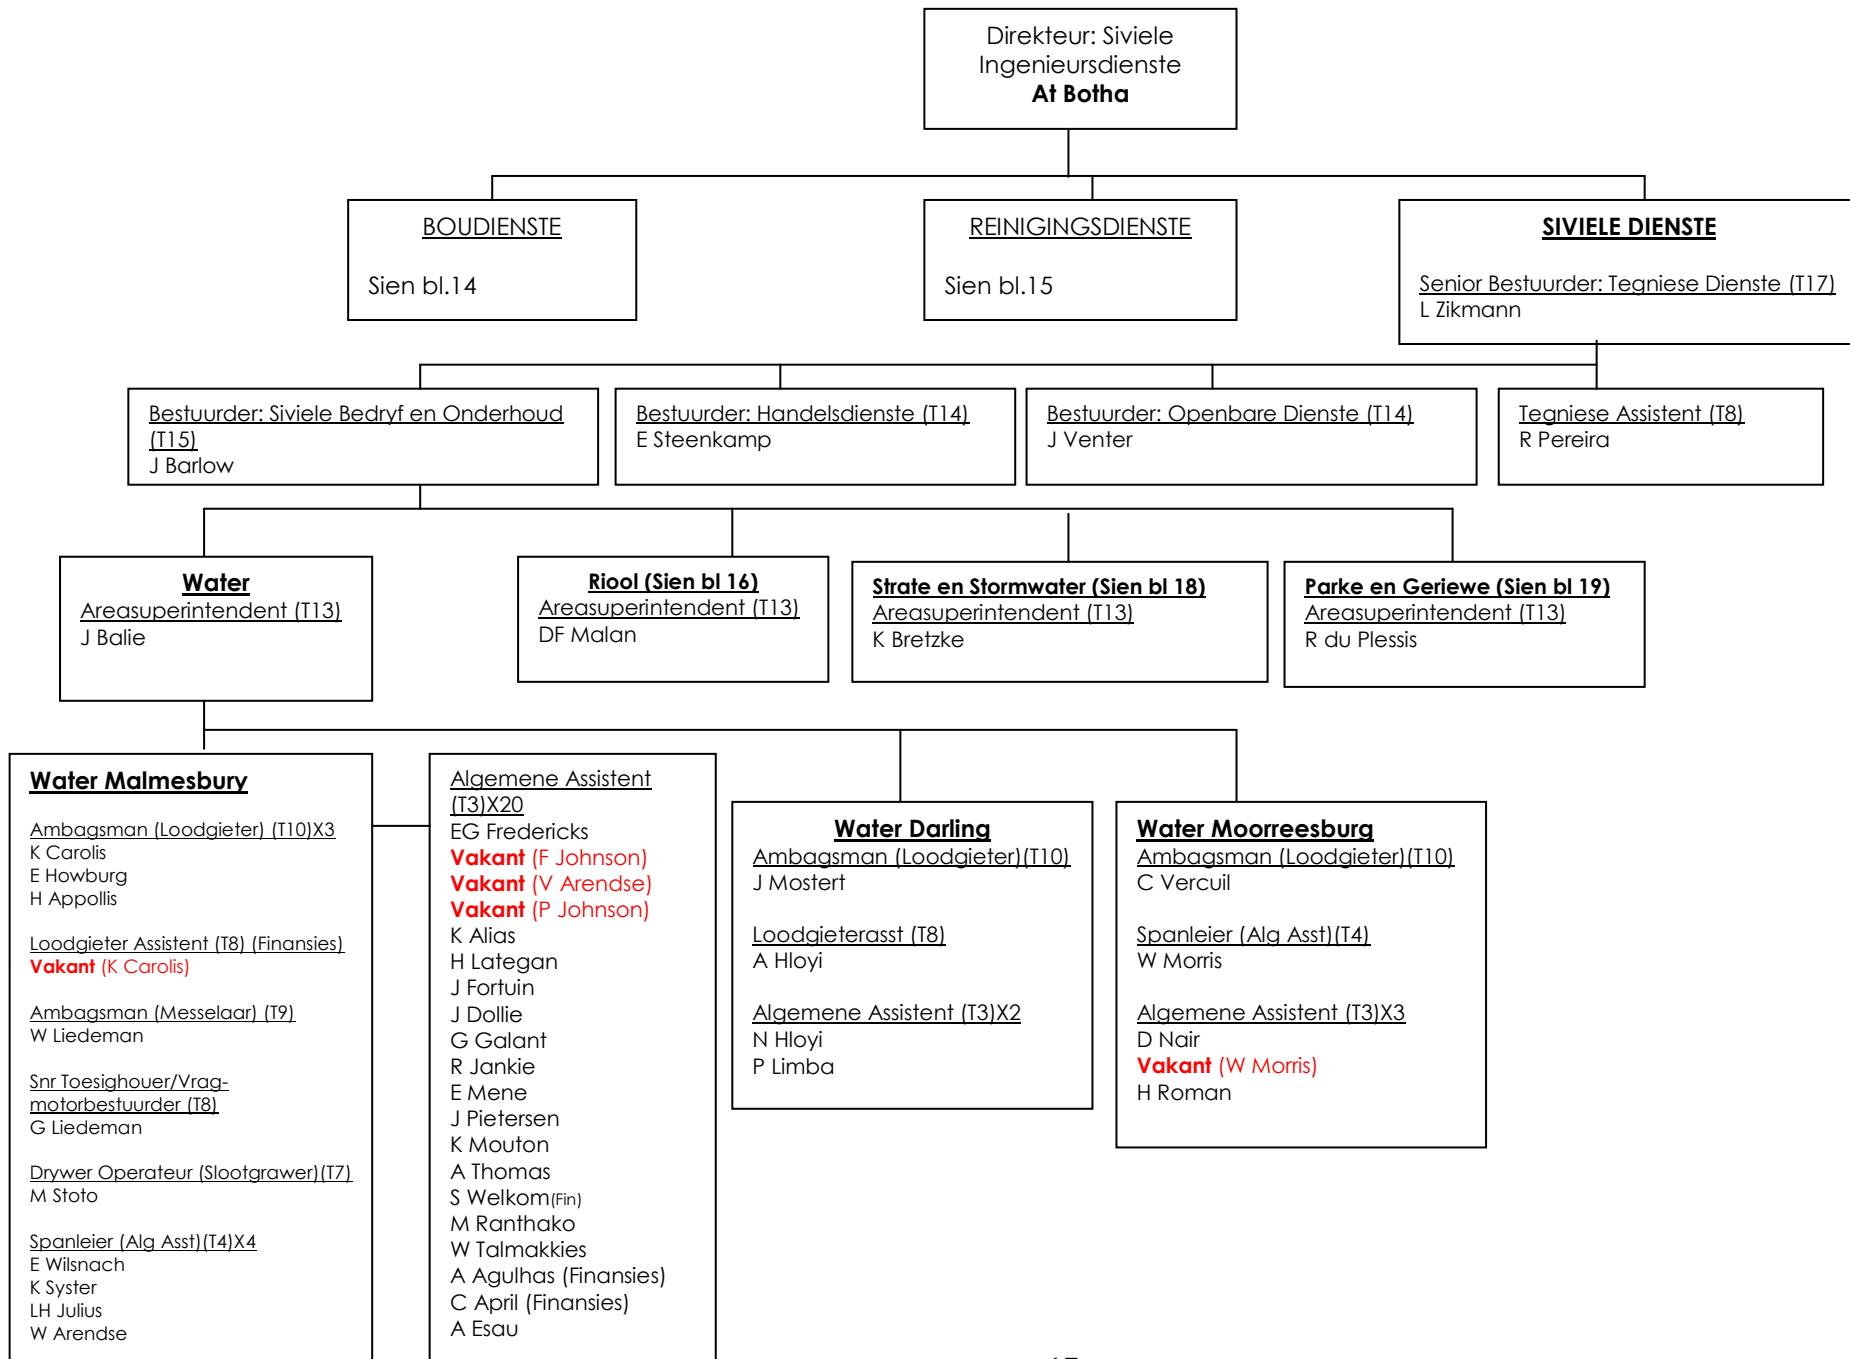 Direkteur: Siviele
Ingenieursdienste
At Botha
BOUDIENSTE
Sien bl.14
REINIGINGSDIENSTE
Sien bl.15
SIVIELE DIENSTE
Senior Bestuurder: Tegniese Dienste (T17)
L Zikmann
Bestuurder: Siviele Bedryf en Onderhoud
(T15)
J Barlow
Bestuurder: Handelsdienste (T14)
E Steenkamp
Bestuurder: Openbare Dienste (T14)
J Venter
Tegniese Assistent (T8)
R Pereira
Water
Areasuperintendent (T13)
J Balie
Riool (Sien bl 16)
Areasuperintendent (T13)
DF Malan
Strate en Stormwater (Sien bl 18)
Areasuperintendent (T13)
K Bretzke
Parke en Geriewe (Sien bl 19)
Areasuperintendent (T13)
R du Plessis
Water Malmesbury
Ambagsman (Loodgieter) (T10)X3
K Carolis
E Howburg
H Appollis
Loodgieter Assistent (T8) (Finansies)
Vakant (K Carolis)
Ambagsman (Messelaar) (T9)
W Liedeman
Snr Toesighouer/Vrag-
motorbestuurder (T8)
G Liedeman
Drywer Operateur (Slootgrawer)(T7)
M Stoto
Spanleier (Alg Asst)(T4)X4
E Wilsnach
K Syster
LH Julius
W Arendse
Algemene Assistent
(T3)X20
EG Fredericks
Vakant (F Johnson)
Vakant (V Arendse)
Vakant (P Johnson)
K Alias
H Lategan
J Fortuin
J Dollie
G Galant
R Jankie
E Mene
J Pietersen
K Mouton
A Thomas
S Welkom(Fin)
M Ranthako
W Talmakkies
A Agulhas (Finansies)
C April (Finansies)
A Esau
Water Darling
Ambagsman (Loodgieter)(T10)
J Mostert
Loodgieterasst (T8)
A Hloyi
Algemene Assistent (T3)X2
N Hloyi
P Limba
Water Moorreesburg
Ambagsman (Loodgieter)(T10)
C Vercuil
Spanleier (Alg Asst)(T4)
W Morris
Algemene Assistent (T3)X3
D Nair
Vakant (W Morris)
H Roman